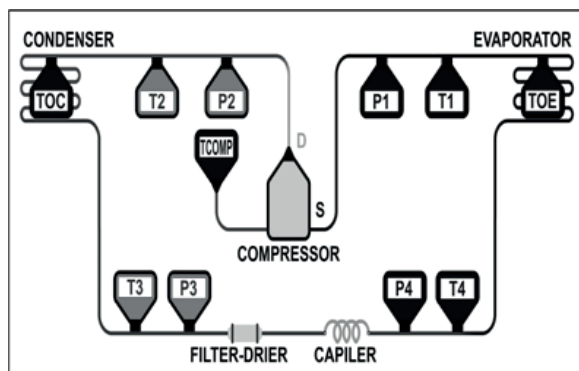 CONDENSER
EVAPORATOR
TOC
T2
P2
P1
T1
TOE
TCOMP
D
S
COMPRESSOR
T3
P3
P4
T4
FILTER-DRIER
CAPILER